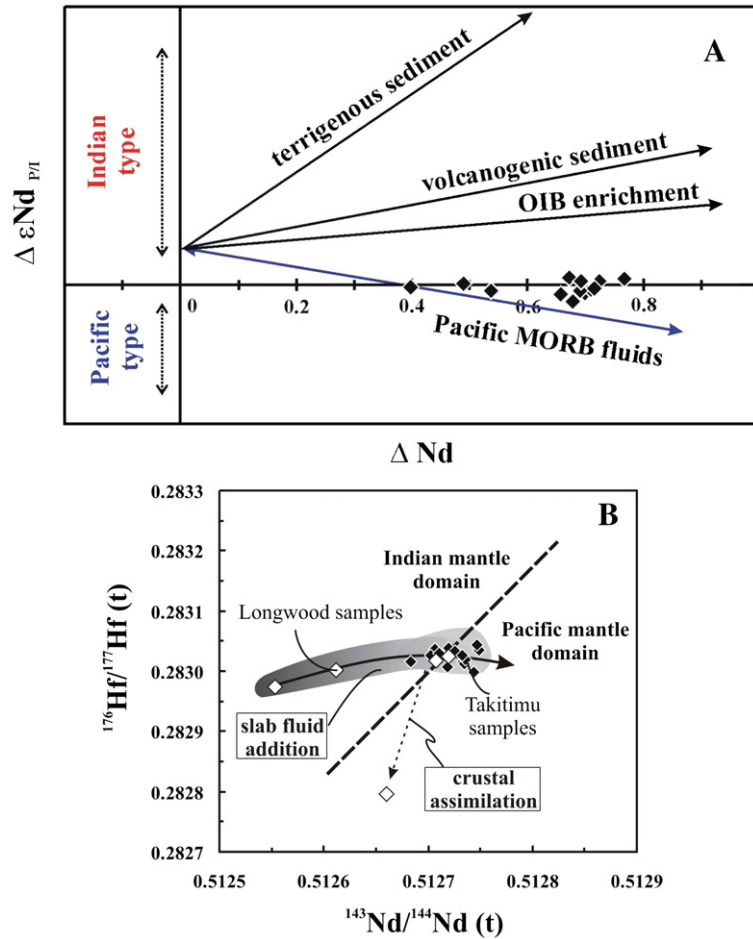 A
Indian
type
Pacific
type
Δ εNd P/I
terrigenous sediment
volcanogenic sediment
OIB enrichment
0 0.2 0.4 0.6 0.8
Pacific MORB fluids
Δ Nd
B
0.2833
0.2832
0.2831
0.2830
0.2829
0.2828
0.2827
¹⁷⁶Hf/¹⁷⁷Hf (t)
Indian mantle
domain
Longwood samples
Pacific mantle
domain
Takitimu
samples
slab fluid
addition
crustal
assimilation
0.5125 0.5126 0.5127 0.5128 0.5129
¹⁴³Nd/¹⁴⁴Nd (t)